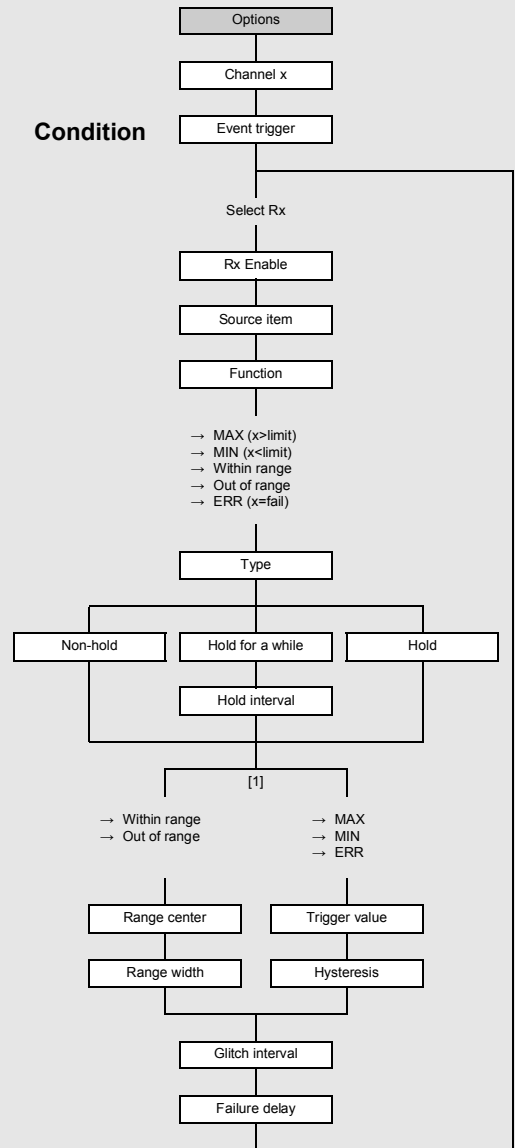 Options
Channel x
Condition
Event trigger
Select Rx
Rx Enable
Source item
Function
→ MAX (x>limit)
→ MIN (x<limit)
→ Within range
→ Out of range
→ ERR (x=fail)
Type
Non-hold
Hold for a while
Hold
Hold interval
[1]
→ Within range
→ Out of range
→ MAX
→ MIN
→ ERR
Range center
Trigger value
Range width
Hysteresis
Glitch interval
Failure delay